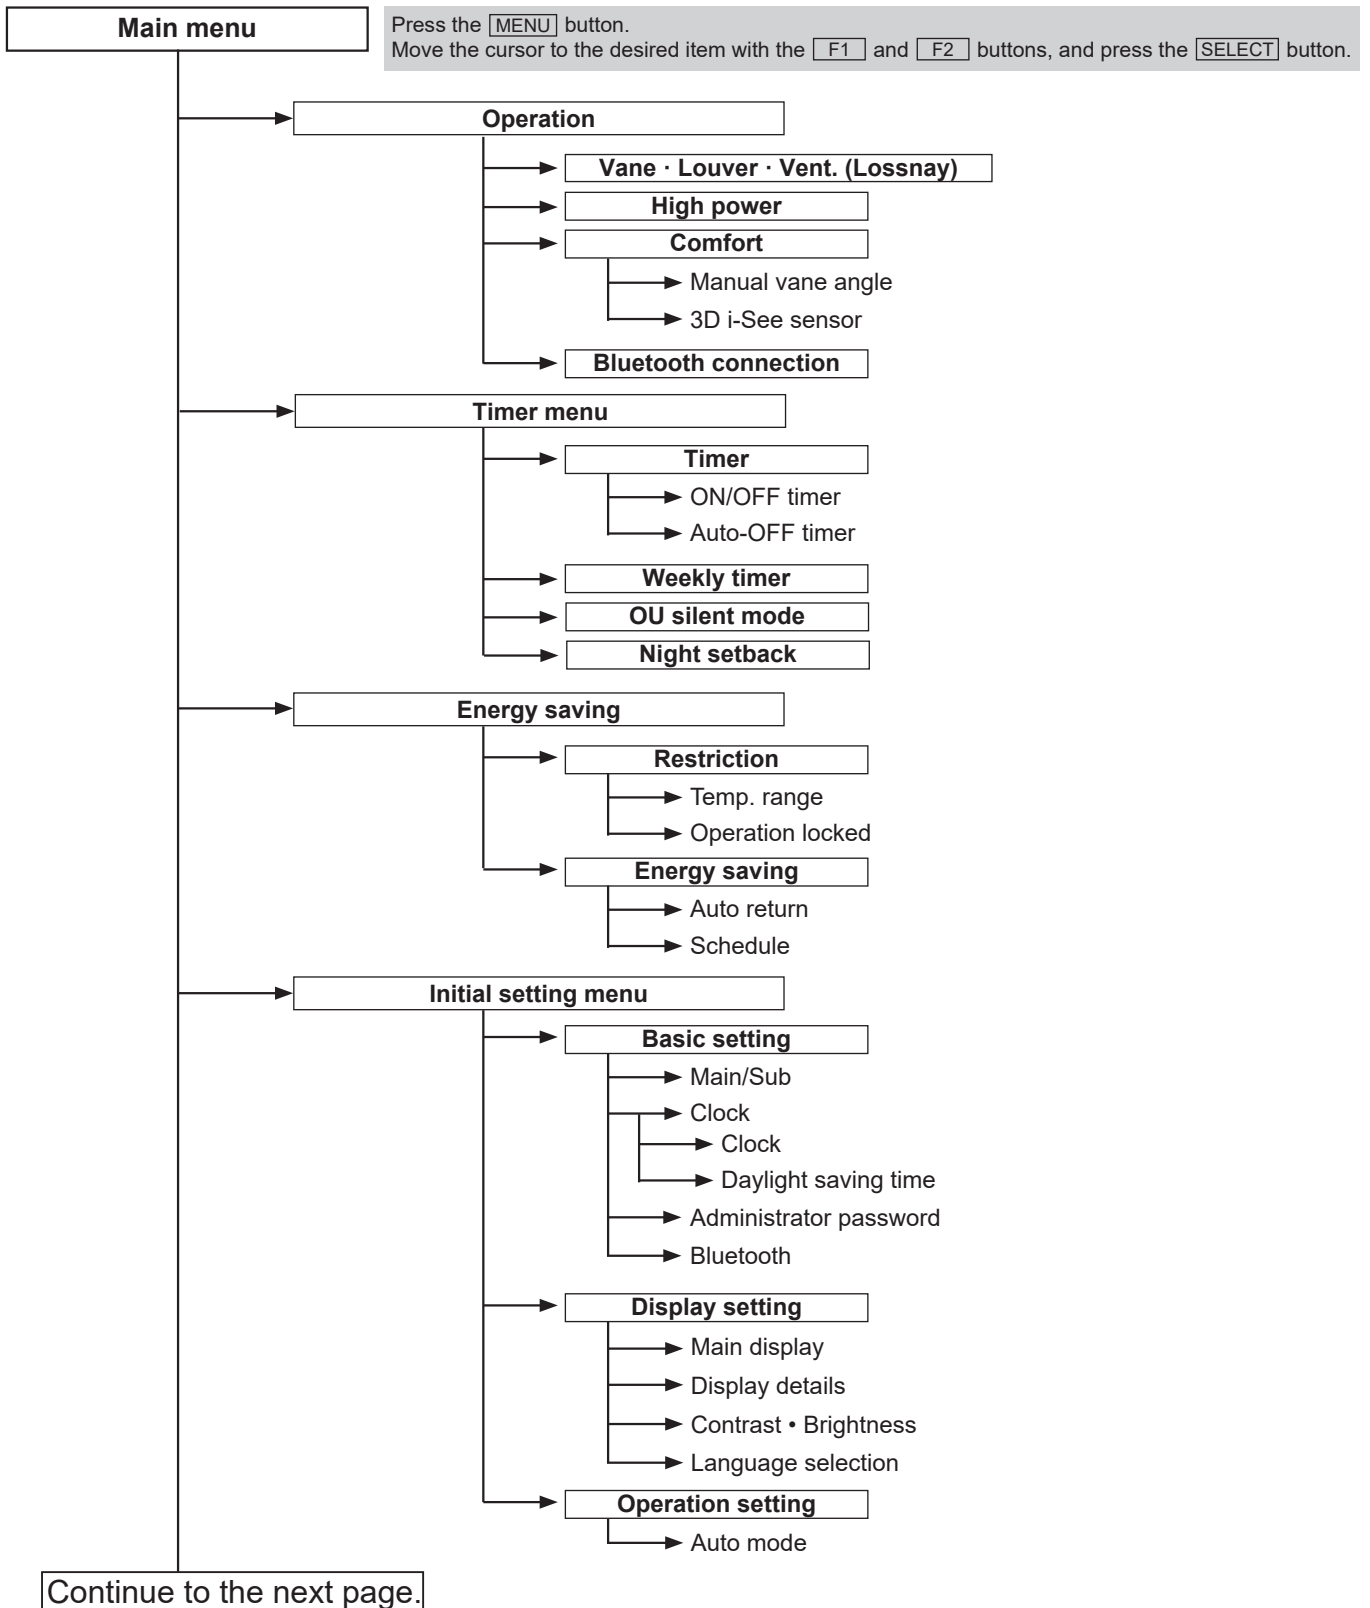 Main menu
Press the MENU button.
Move the cursor to the desired item with the F1 and F2 buttons, and press the SELECT button.
Operation
Vane · Louver · Vent. (Lossnay)
High power
Comfort
Manual vane angle
3D i-See sensor
Bluetooth connection
Timer menu
Timer
ON/OFF timer
Auto-OFF timer
Weekly timer
OU silent mode
Night setback
Energy saving
Restriction
Temp. range
Operation locked
Energy saving
Auto return
Schedule
Initial setting menu
Basic setting
Main/Sub
Clock
Clock
Daylight saving time
Administrator password
Bluetooth
Display setting
Main display
Display details
Contrast • Brightness
Language selection
Operation setting
Auto mode
Continue to the next page.